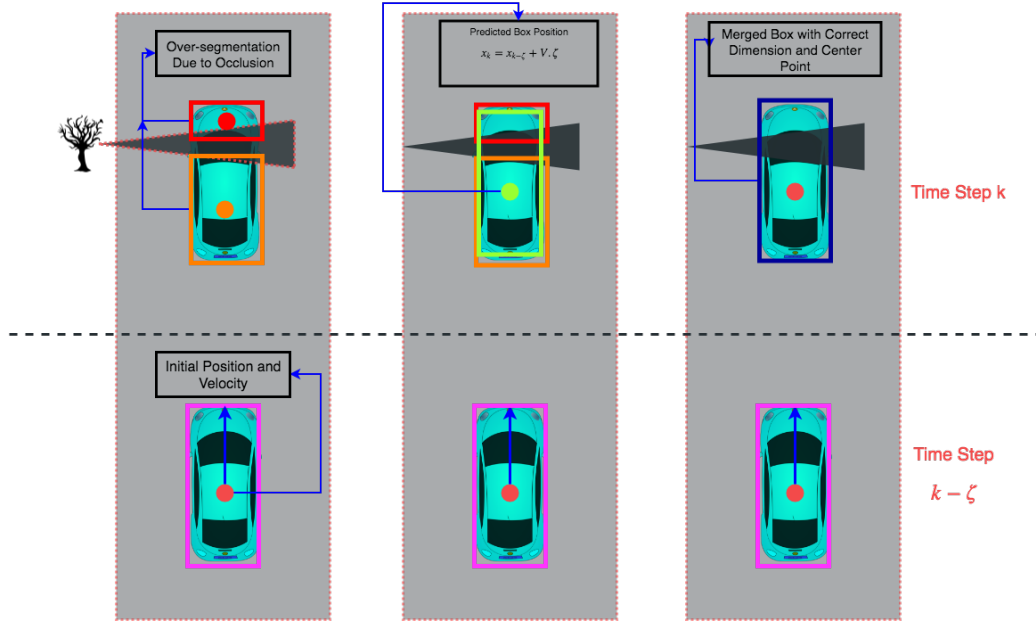 Over-segmentation
Due to Occlusion
Predicted Box Position
x_k = x_{k-ζ} + V.ζ
Merged Box with Correct
Dimension and Center
Point
Time Step k
Initial Position and
Velocity
Time Step
k − ζ